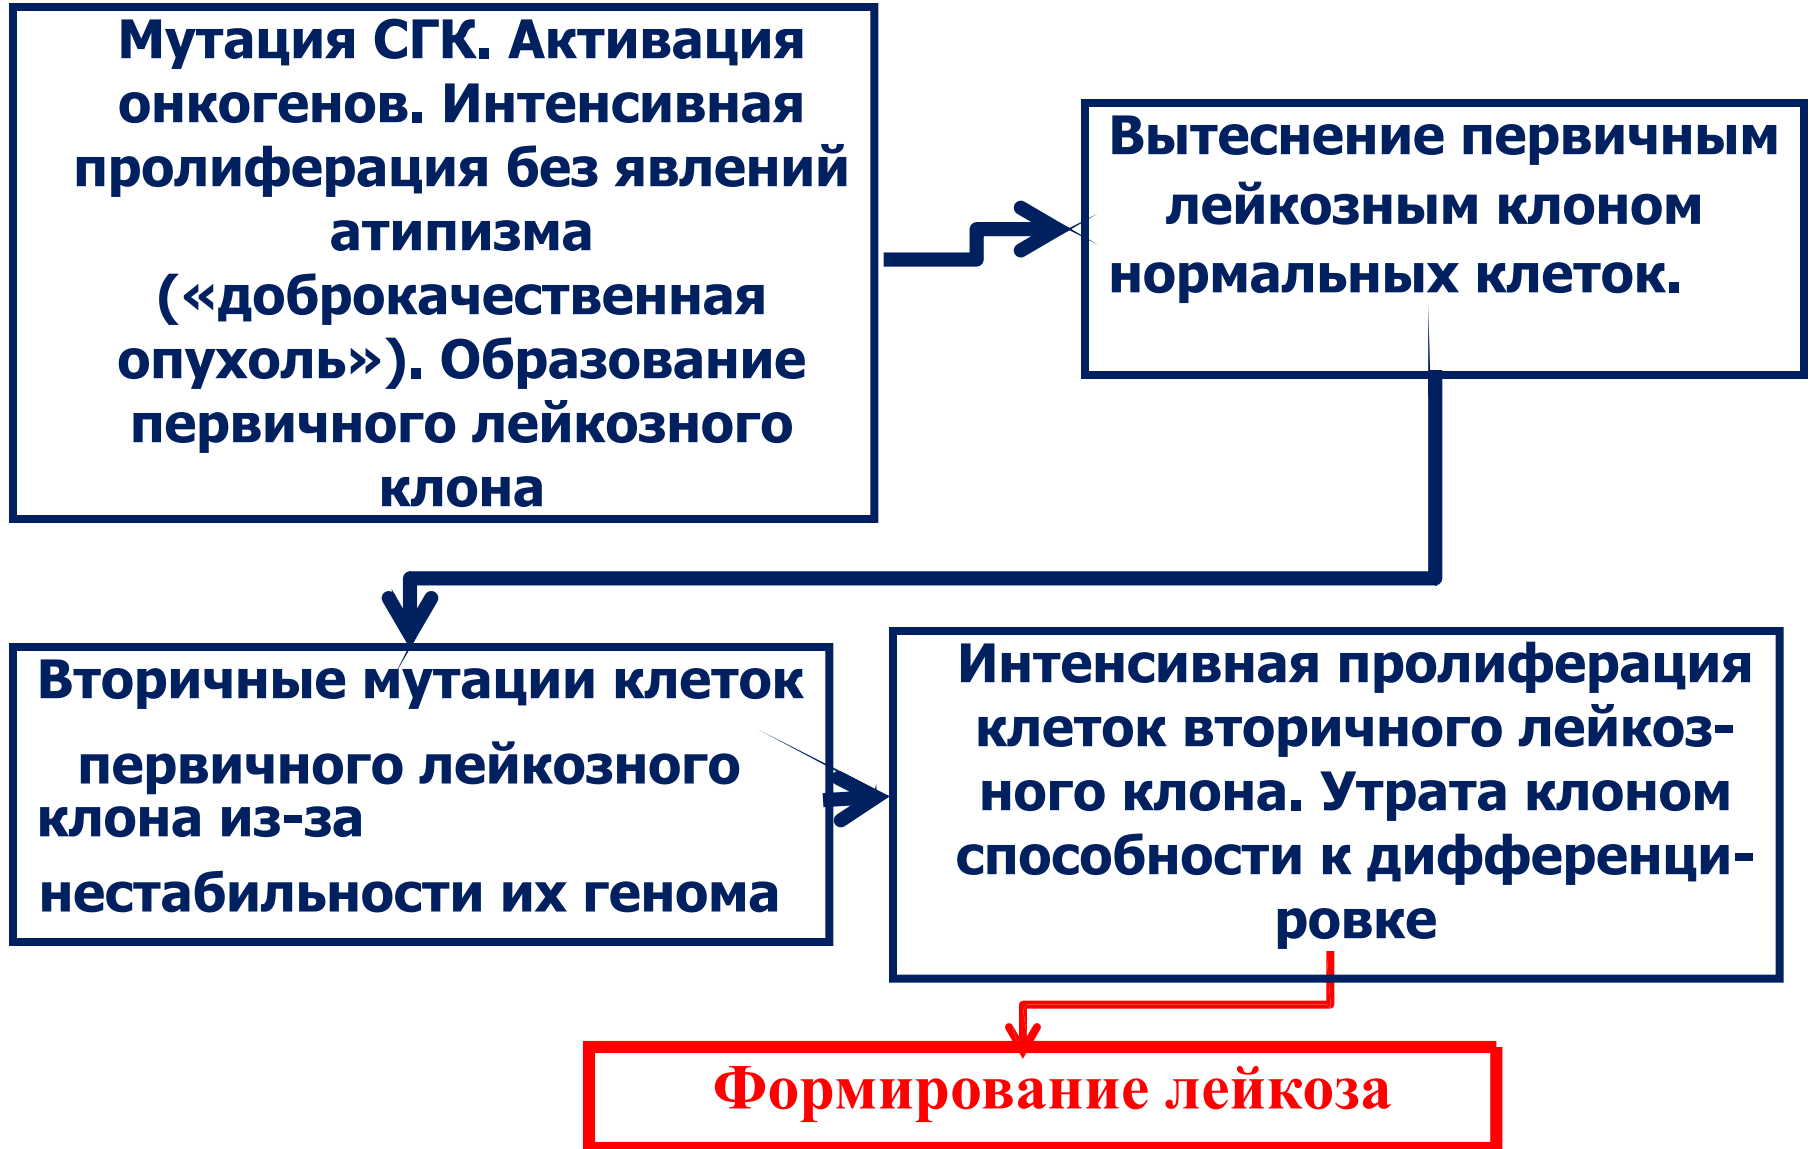 Мутация СГК. Активация
онкогенов. Интенсивная
пролиферация без явлений
атипизма
(«доброкачественная
опухоль»). Образование
первичного лейкозного
клона
Вытеснение первичным
лейкозным клоном
нормальных клеток.
Вторичные мутации клеток
первичного лейкозного
клона из-за
нестабильности их генома
Интенсивная пролиферация
клеток вторичного лейкоз-
ного клона. Утрата клоном
способности к дифференци-
ровке
Формирование лейкоза